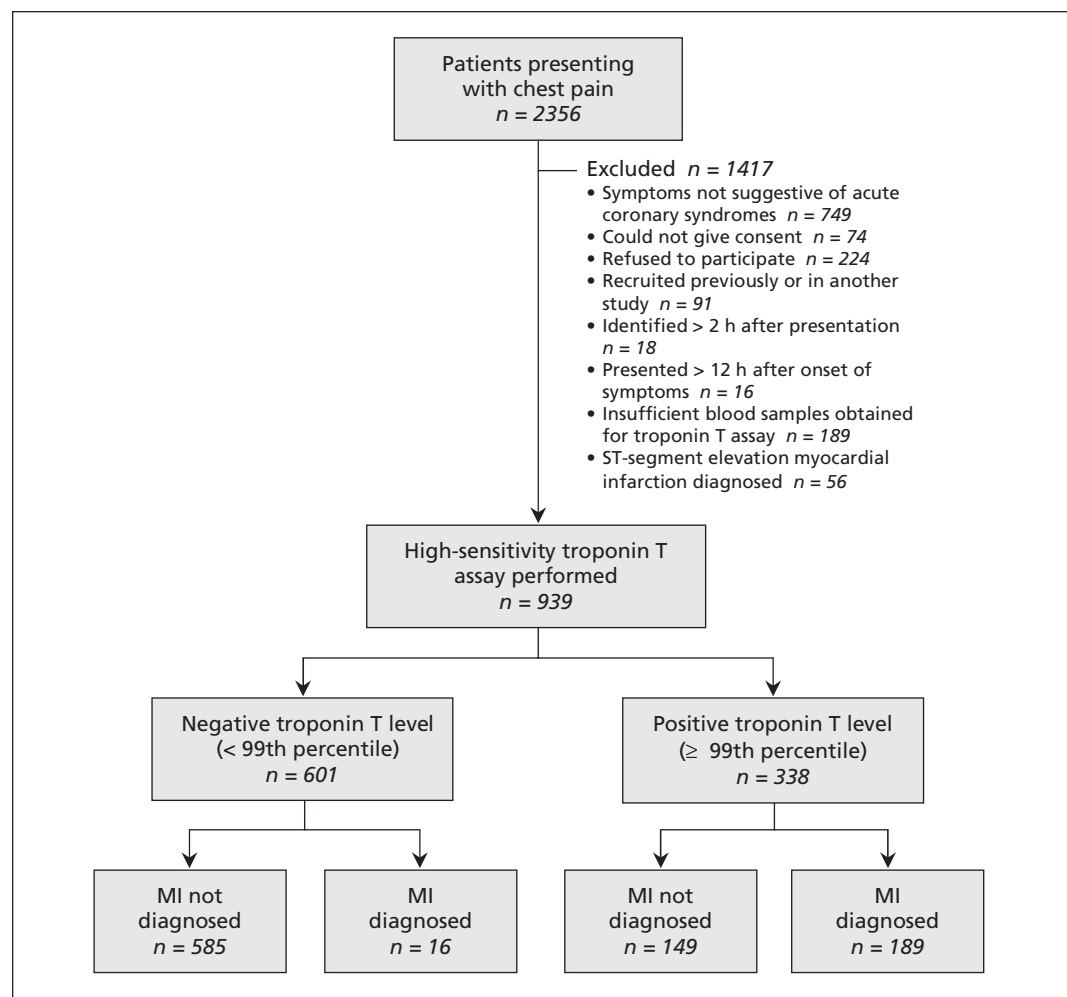 Patients presenting
with chest pain
n = 2356
Excluded n = 1417
• Symptoms not suggestive of acute
coronary syndromes n = 749
• Could not give consent n = 74
• Refused to participate n = 224
• Recruited previously or in another
study n = 91
• Identified > 2 h after presentation
n = 18
• Presented > 12 h after onset of
symptoms n = 16
• Insufficient blood samples obtained
for troponin T assay n = 189
• ST-segment elevation myocardial
infarction diagnosed n = 56
High-sensitivity troponin T
assay performed
n = 939
Negative troponin T level
(< 99th percentile)
n = 601
Positive troponin T level
(≥ 99th percentile)
n = 338
MI not
diagnosed
n = 585
MI
diagnosed
n = 16
MI not
diagnosed
n = 149
MI
diagnosed
n = 189